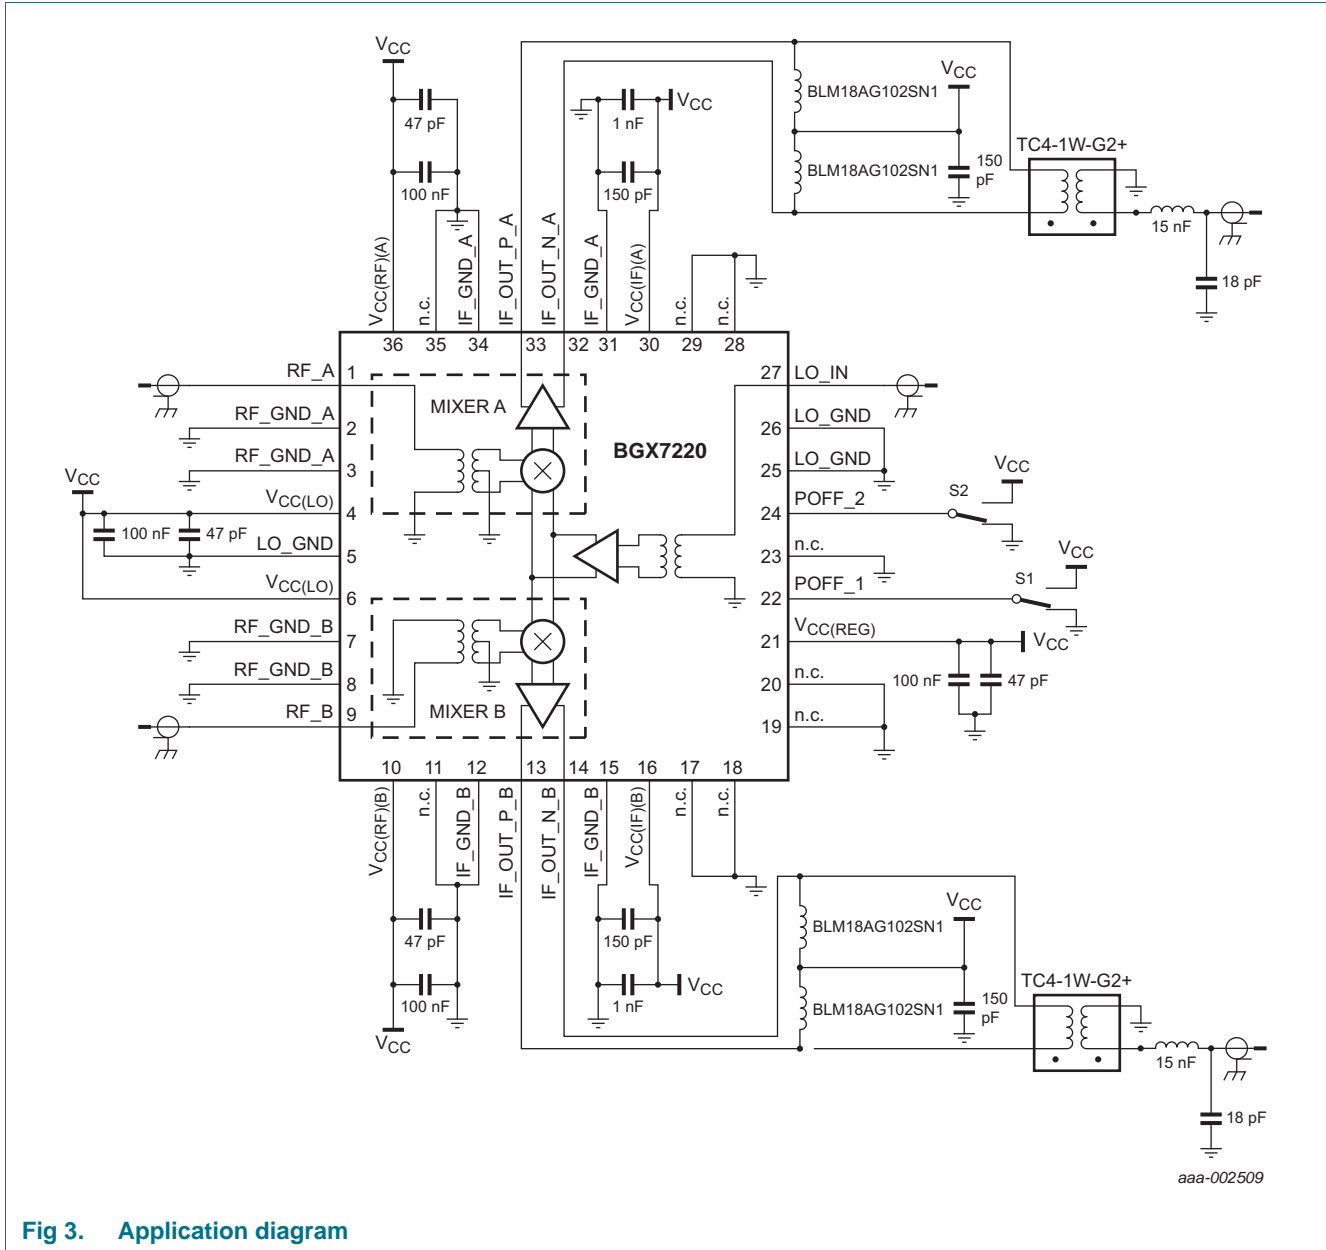 VCC
47 pF
100 nF
VCC(RF)(A)
n.c.
IF_GND_A
IF_OUT_P_A
IF_OUT_N_A
IF_GND_A
VCC(IF)(A)
n.c.
n.c.
1 nF
VCC
150 pF
BLM18AG102SN1
VCC
BLM18AG102SN1
150
pF
TC4-1W-G2+
15 nF
18 pF
36 35 34 33 32 31 30 29 28
RF_A 1
RF_GND_A 2
RF_GND_A 3
VCC
VCC(LO) 4
100 nF
47 pF
LO_GND 5
VCC(LO) 6
RF_GND_B 7
RF_GND_B 8
RF_B 9
MIXER A
BGX7220
MIXER B
27 LO_IN
26 LO_GND
25 LO_GND
24 POFF_2
S2
VCC
23 n.c.
22 POFF_1
S1
VCC
21 VCC(REG)
VCC
100 nF
47 pF
20 n.c.
19 n.c.
10 11 12 13 14 15 16 17 18
VCC(RF)(B)
n.c.
IF_GND_B
IF_OUT_P_B
IF_OUT_N_B
IF_GND_B
VCC(IF)(B)
n.c.
n.c.
47 pF
100 nF
VCC
150 pF
1 nF
VCC
BLM18AG102SN1
VCC
BLM18AG102SN1
150
pF
TC4-1W-G2+
15 nF
18 pF
aaa-002509
Fig 3. Application diagram